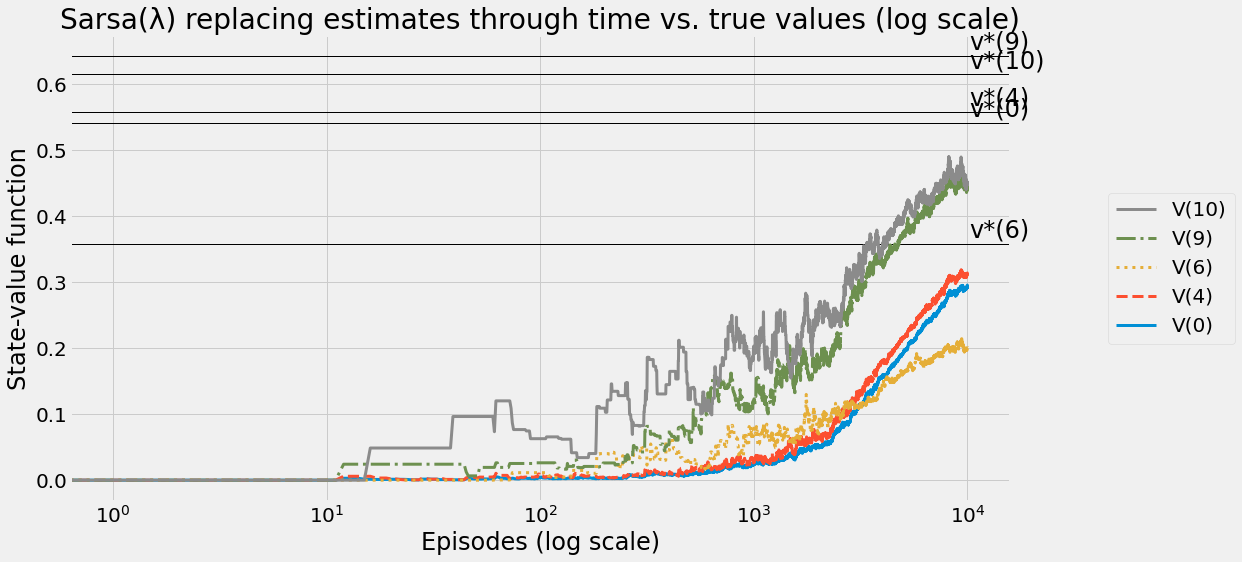 Sarsa(λ) replacing estimates through time vs. true values (log scale)
v*(9)
v*(10)
v*(4)
v*(0)
v*(6)
0.6
0.5
0.4
0.3
0.2
0.1
0.0
State-value function
10⁰
10¹
10²
10³
10⁴
Episodes (log scale)
V(10)
V(9)
V(6)
V(4)
V(0)